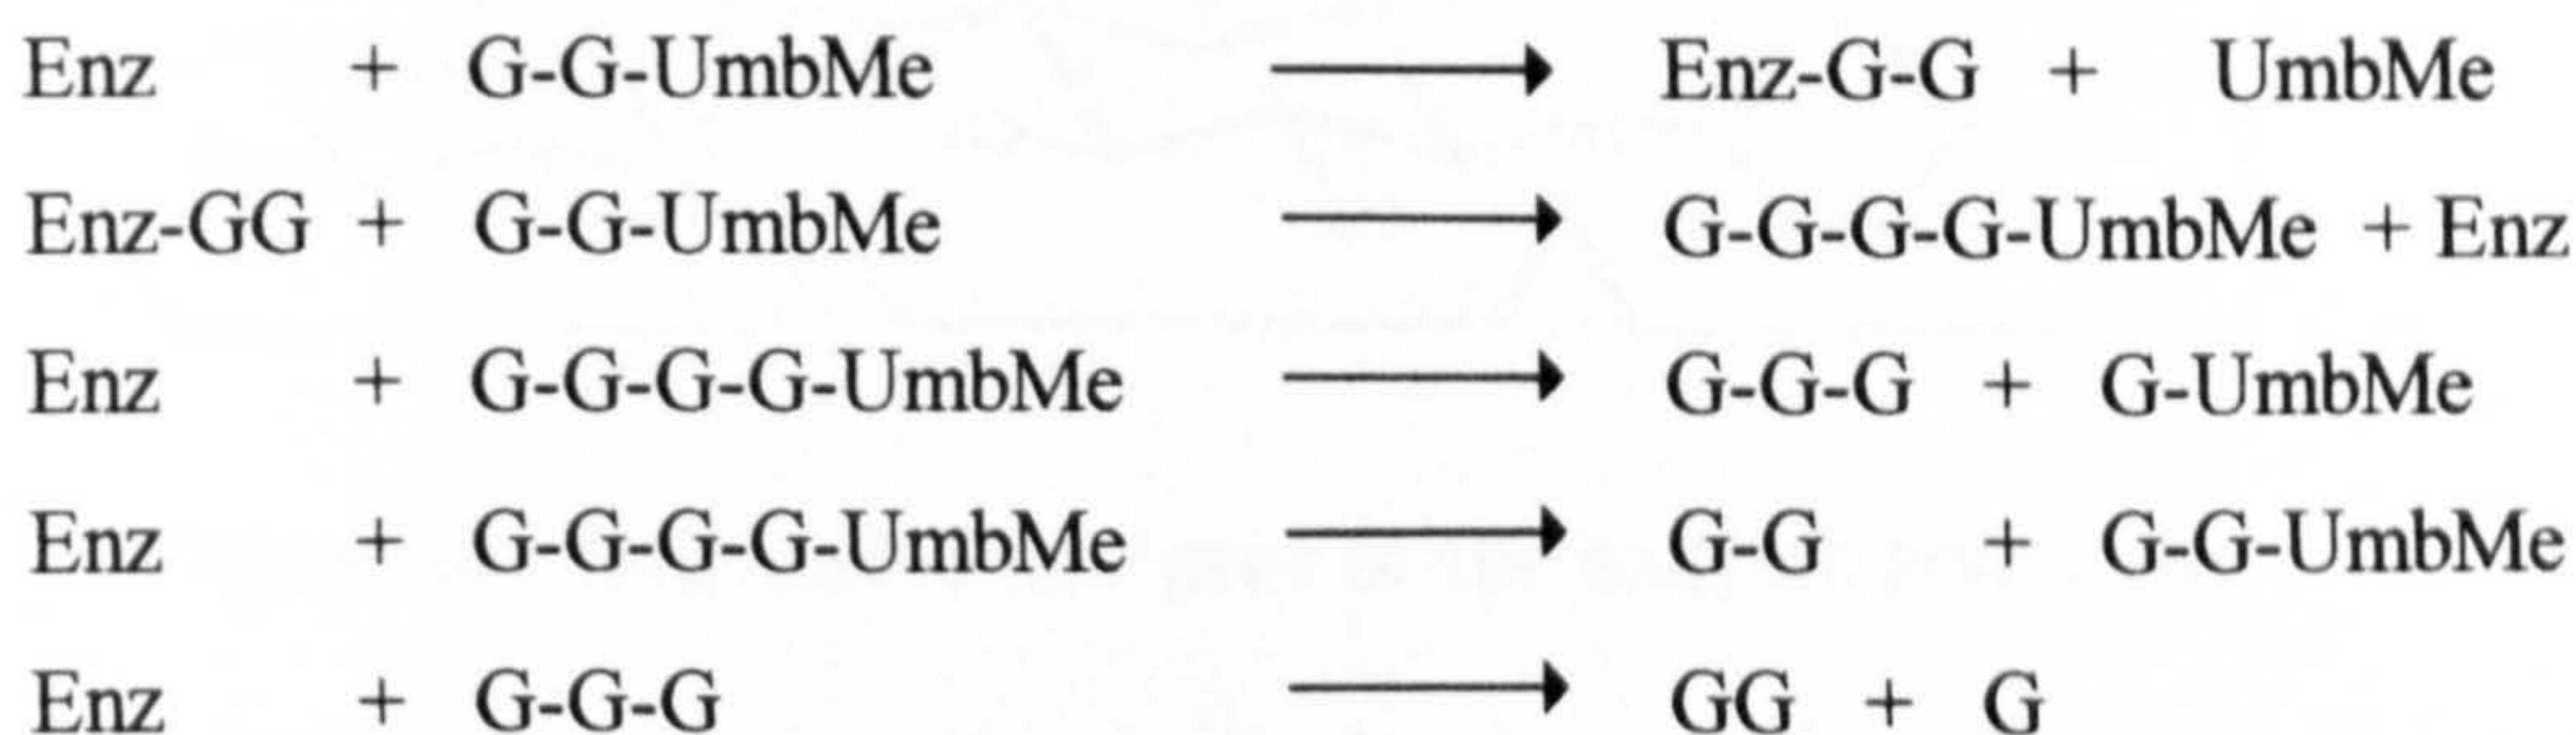 Enz + G-G-UmbMe → Enz-G-G + UmbMe
Enz-GG + G-G-UmbMe → G-G-G-G-UmbMe + Enz
Enz + G-G-G-G-UmbMe → G-G-G + G-UmbMe
Enz + G-G-G-G-UmbMe → G-G + G-G-UmbMe
Enz + G-G-G → GG + G